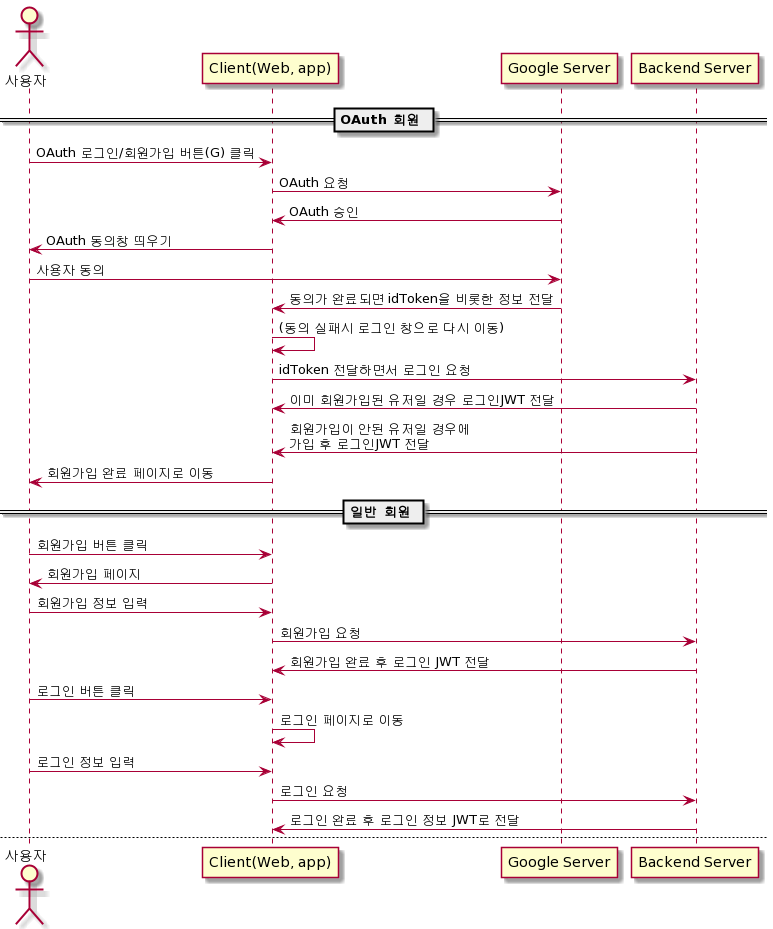 사용자
Client(Web, app)
Google Server
Backend Server
OAuth 회원
OAuth 로그인/회원가입 버튼(G) 클릭
OAuth 요청
OAuth 승인
OAuth 동의창 띄우기
사용자 동의
동의가 완료되면 idToken을 비롯한 정보 전달
(동의 실패시 로그인 창으로 다시 이동)
idToken 전달하면서 로그인 요청
이미 회원가입된 유저일 경우 로그인JWT 전달
회원가입이 안된 유저일 경우에
가입 후 로그인JWT 전달
회원가입 완료 페이지로 이동
일반 회원
회원가입 버튼 클릭
회원가입 페이지
회원가입 정보 입력
회원가입 요청
회원가입 완료 후 로그인 JWT 전달
로그인 버튼 클릭
로그인 페이지로 이동
로그인 정보 입력
로그인 요청
로그인 완료 후 로그인 정보 JWT로 전달
사용자
Client(Web, app)
Google Server
Backend Server